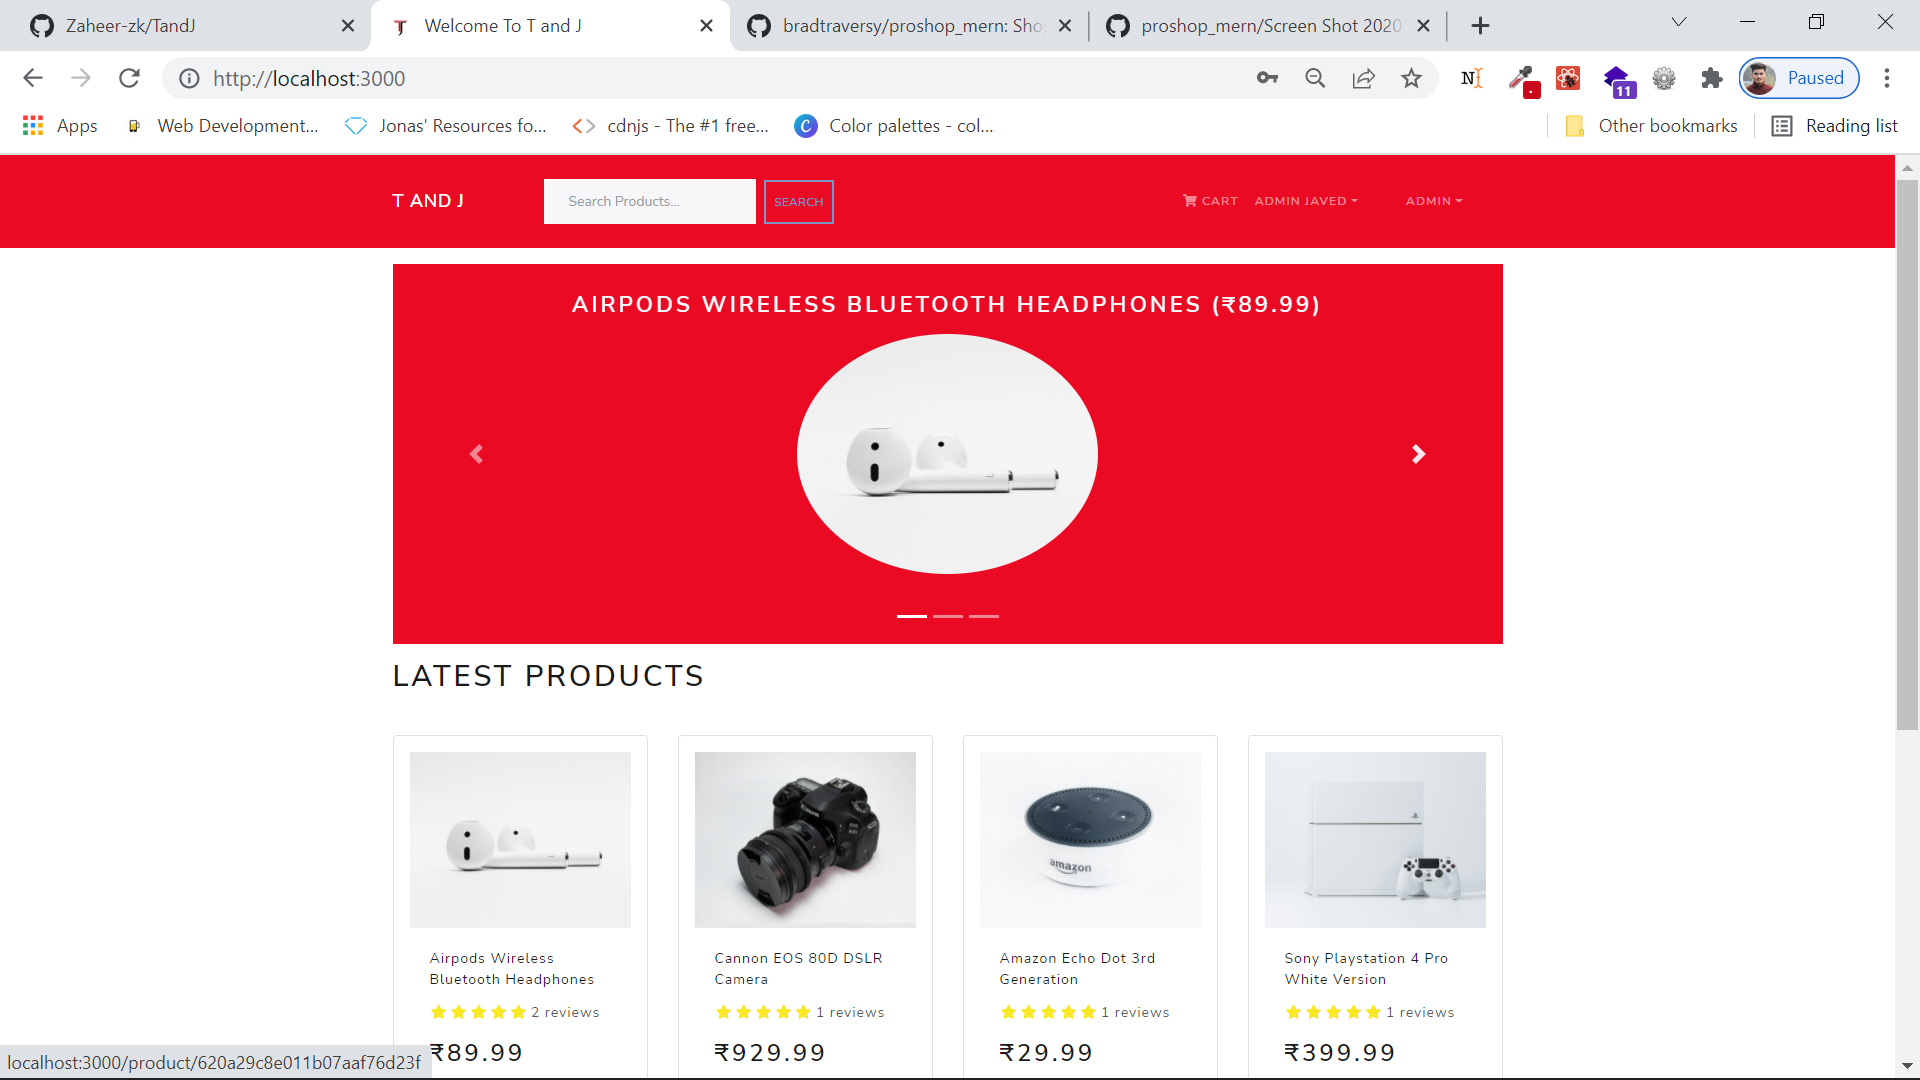 Zaheer-zk/TandJ
Welcome To T and J
bradtraversy/proshop_mern: Sho
proshop_mern/Screen Shot 2020
http://localhost:3000
11
Paused
Apps
Web Development...
Jonas' Resources fo...
cdnjs - The #1 free...
Color palettes - col...
Other bookmarks
Reading list
T AND J
Search Products...
SEARCH
CART
ADMIN JAVED
ADMIN
AIRPODS WIRELESS BLUETOOTH HEADPHONES (₹89.99)
LATEST PRODUCTS
amazon
Airpods Wireless
Bluetooth Headphones
2 reviews
₹89.99
Cannon EOS 80D DSLR
Camera
1 reviews
₹929.99
Amazon Echo Dot 3rd
Generation
1 reviews
₹29.99
Sony Playstation 4 Pro
White Version
1 reviews
₹399.99
localhost:3000/product/620a29c8e011b07aaf76d23f